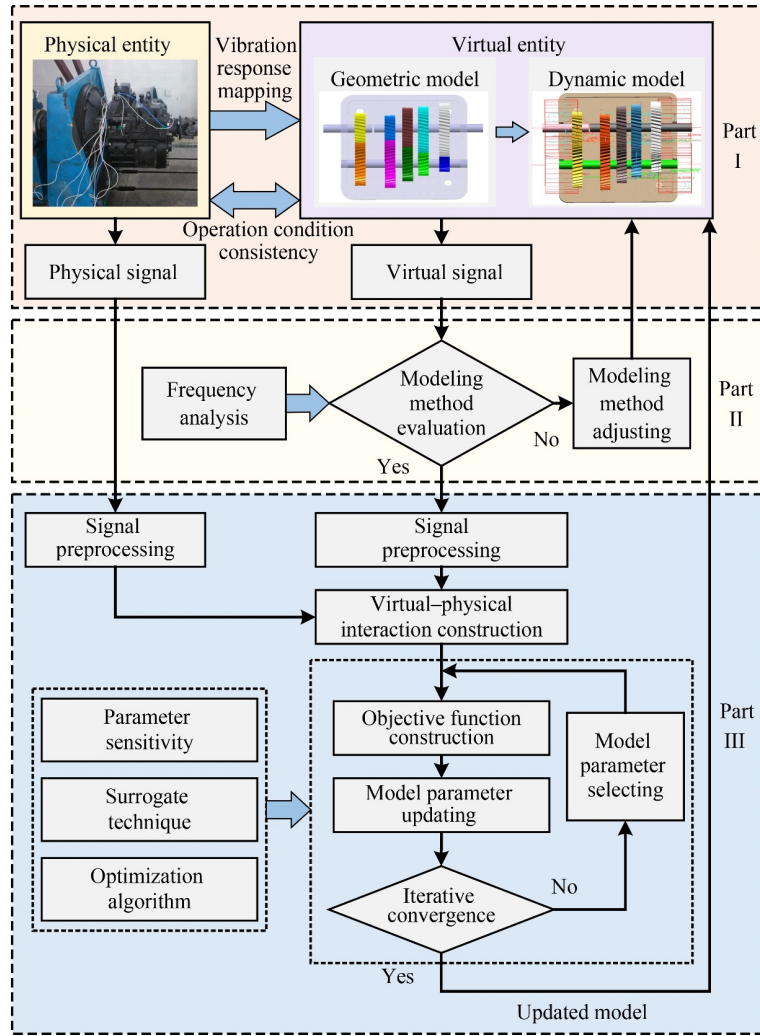 Physical entity
Vibration
response
mapping
Virtual entity
Geometric model
Dynamic model
Part
I
Operation condition
consistency
Physical signal
Virtual signal
Frequency
analysis
Modeling
method
evaluation
No
Modeling
method
adjusting
Part
II
Yes
Signal
preprocessing
Signal
preprocessing
Virtual–physical
interaction construction
Parameter
sensitivity
Surrogate
technique
Optimization
algorithm
Objective function
construction
Model parameter
updating
Iterative
convergence
No
Model
parameter
selecting
Part
III
Yes
Updated model